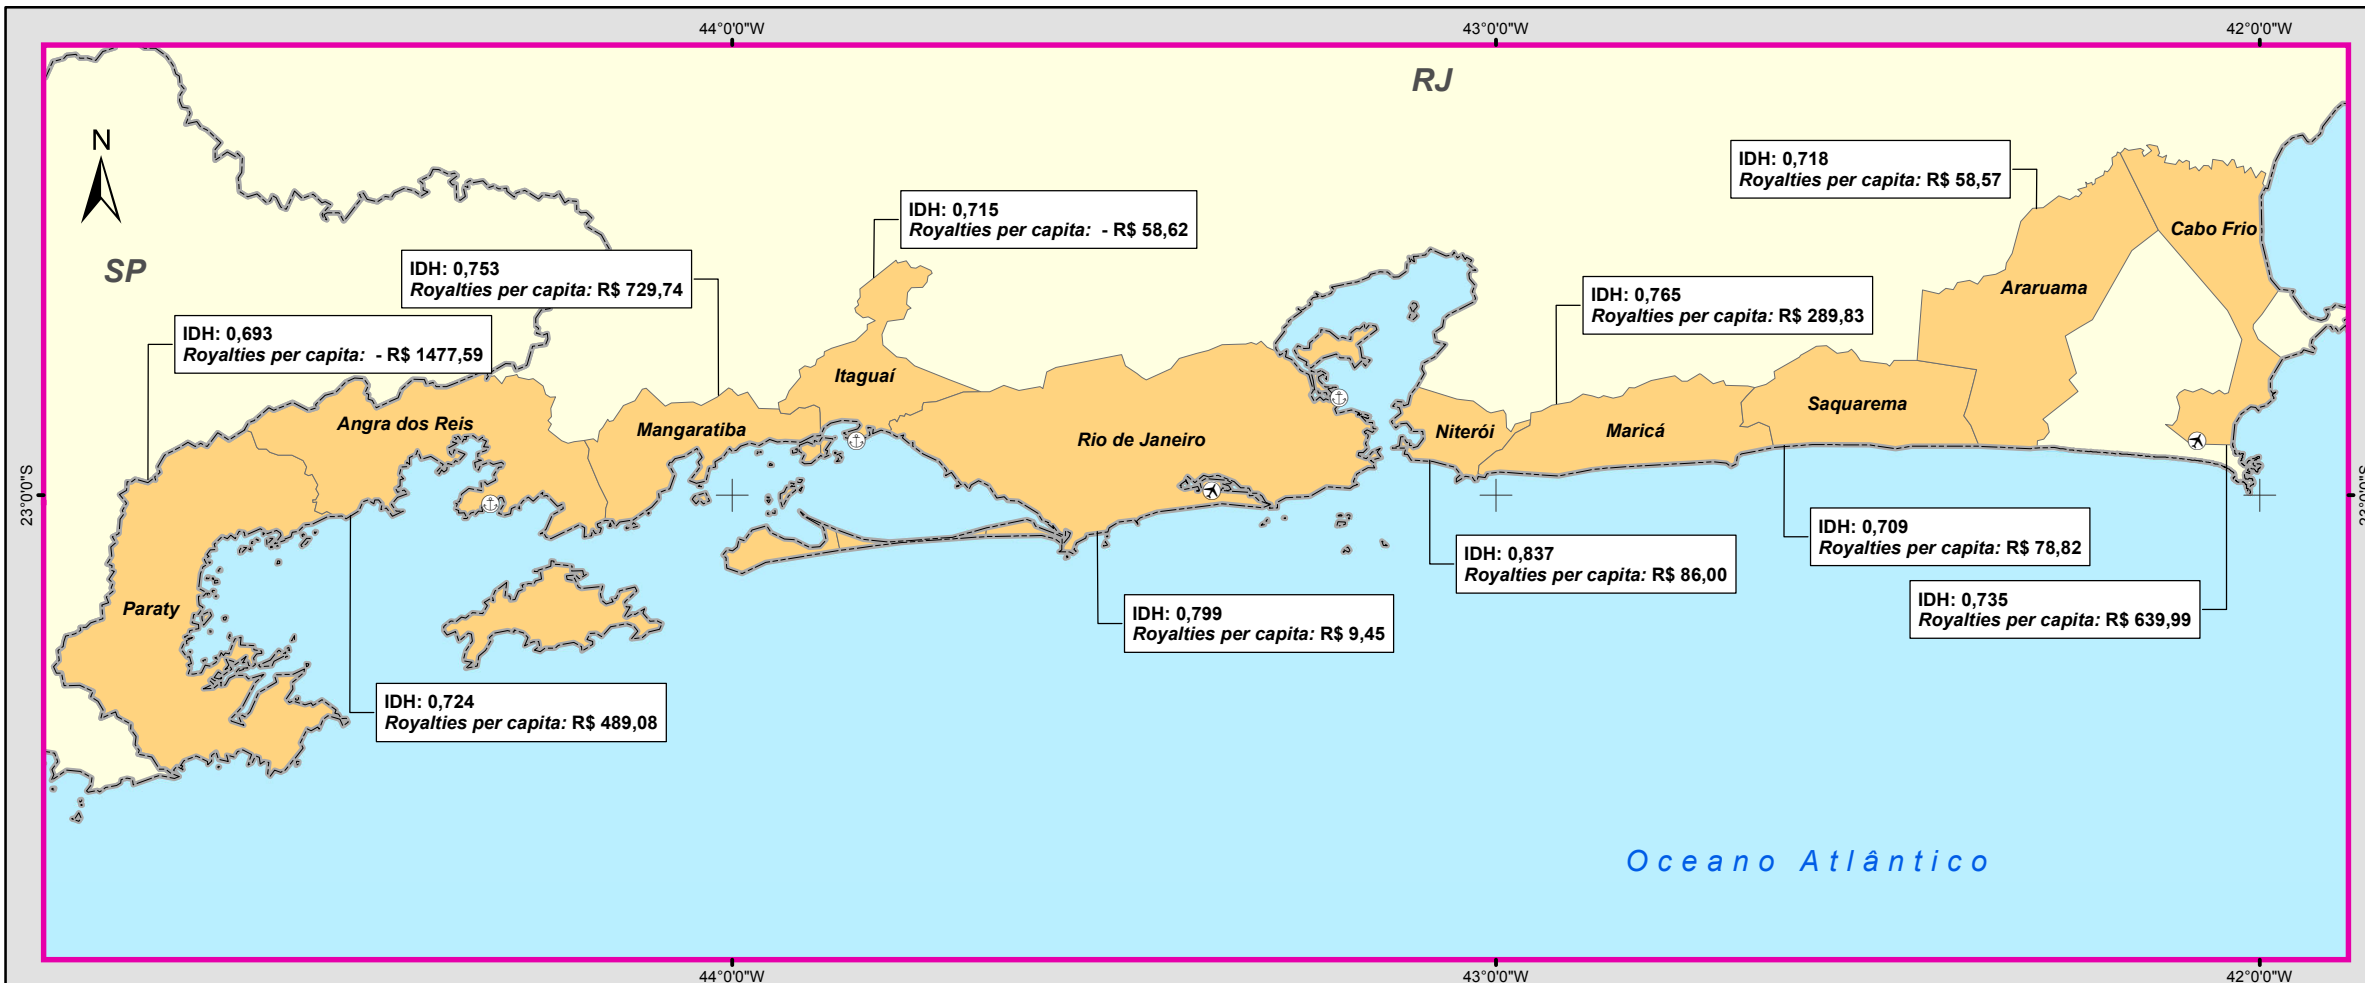 44°0'0"W
43°0'0"W
42°0'0"W
RJ
N
SP
IDH: 0,718
Royalties per capita: R$ 58,57
IDH: 0,715
Royalties per capita:  - R$ 58,62
Cabo Frio
IDH: 0,753
Royalties per capita: R$ 729,74
IDH: 0,765
Royalties per capita: R$ 289,83
Araruama
IDH: 0,693
Royalties per capita:  - R$ 1477,59
Itaguaí
Angra dos Reis
Mangaratiba
Rio de Janeiro
Niterói
Maricá
Saquarema
23°0'0"S
23°0'0"S
IDH: 0,709
Royalties per capita: R$ 78,82
IDH: 0,837
Royalties per capita: R$ 86,00
Paraty
IDH: 0,799
Royalties per capita: R$ 9,45
IDH: 0,735
Royalties per capita: R$ 639,99
IDH: 0,724
Royalties per capita: R$ 489,08
Oceano Atlântico
44°0'0"W
43°0'0"W
42°0'0"W